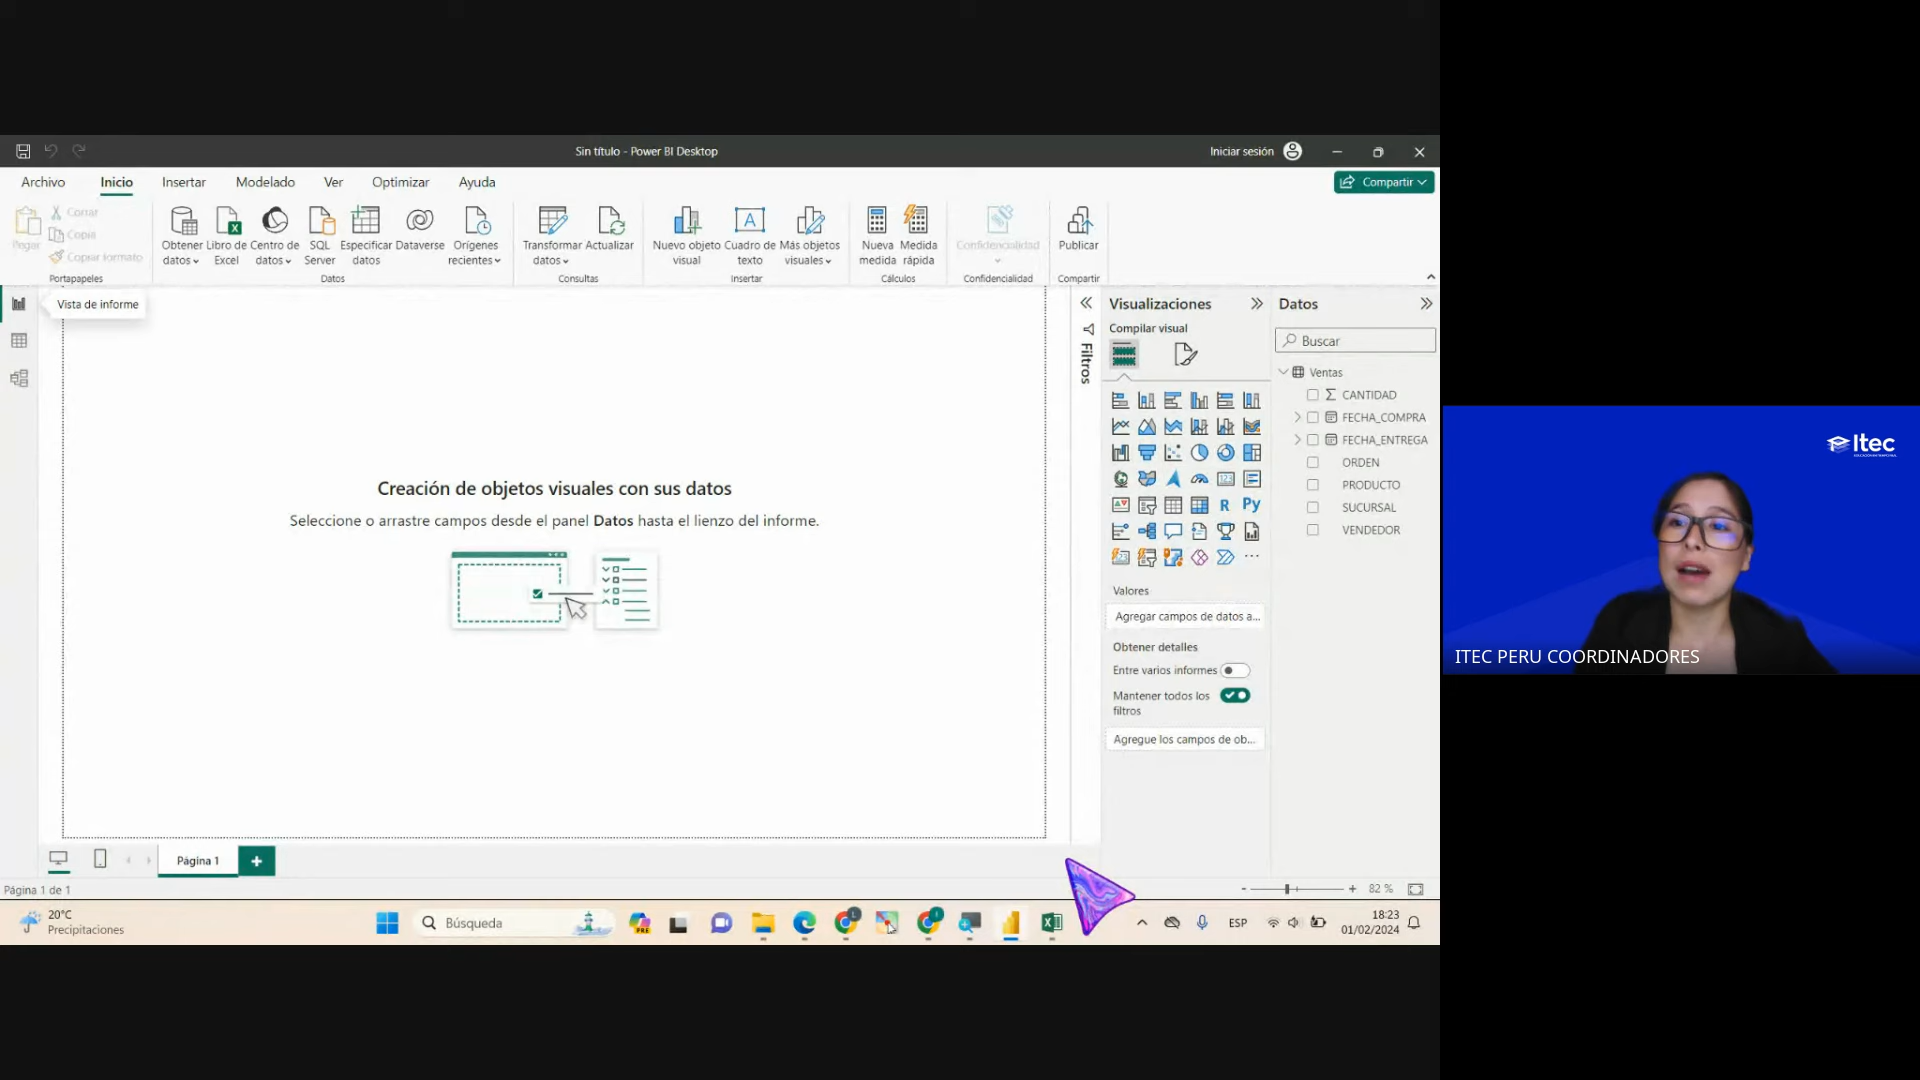 Sin título - Power BI Desktop
Iniciar sesión
Archivo
Inicio
Insertar
Modelado
Ver
Optimizar
Ayuda
Compartir
Pegar
Cortar
Copiar
Copiar formato
Portapapeles
Obtener datos
Libro de Excel
Centro de datos
SQL Server
Especificar datos
Dataverse
Orígenes recientes
Datos
Transformar datos
Actualizar
Consultas
Nuevo objeto visual
Cuadro de texto
Más objetos visuales
Insertar
Nueva medida
Medida rápida
Cálculos
Confidencialidad
Confidencialidad
Publicar
Compartir
Vista de informe
Creación de objetos visuales con sus datos
Seleccione o arrastre campos desde el panel Datos hasta el lienzo del informe.
Filtros
Visualizaciones
Compilar visual
R
Py
Valores
Agregar campos de datos a...
Obtener detalles
Entre varios informes
Mantener todos los
filtros
Agregue los campos de ob...
Datos
Buscar
Ventas
CANTIDAD
FECHA_COMPRA
FECHA_ENTREGA
ORDEN
PRODUCTO
SUCURSAL
VENDEDOR
Página 1
Página 1 de 1
82 %
20°C
Precipitaciones
Búsqueda
ESP
18:23
01/02/2024
Itec
ITEC PERU COORDINADORES